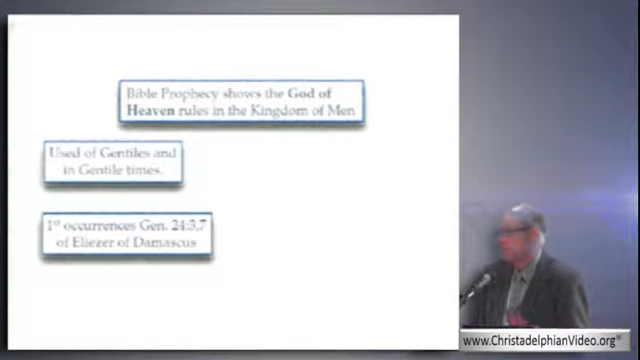 Bible Prophecy shows the God of
Heaven rules in the Kingdom of Men
Used of Gentiles and
in Gentile times.
1st occurrences Gen. 24:3,7
of Eliezer of Damascus
www.ChristadelphianVideo.org®